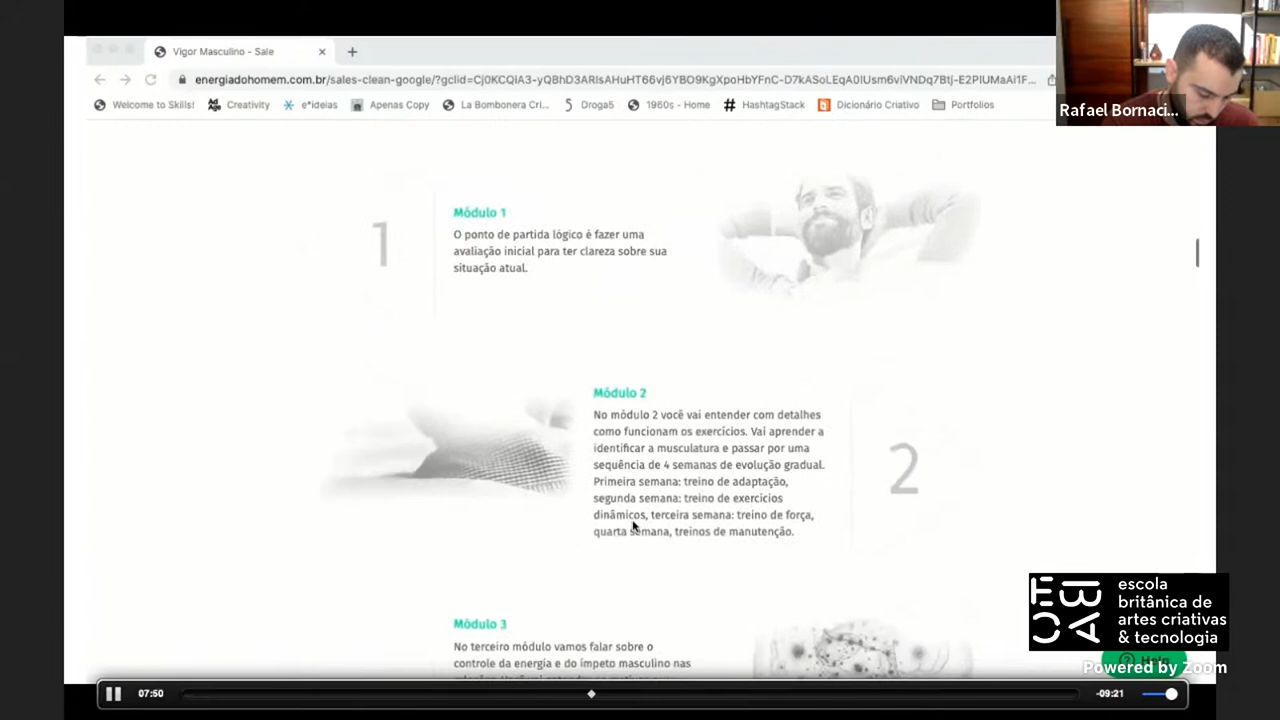 Vigor Masculino - Sale
energiadohomem.com.br/sales-clean-google/?gclid=Cj0KCQiA3-yQBhD3ARIsAHuHT66vj6YBO9KgXpoHbYFnC-D7kASoLEqA0IUsm6viVNDq7Btj-E2PIUMaAi1F...
Welcome to Skills!
Creativity
e*ideias
Apenas Copy
La Bombonera Cri...
Droga5
1960s - Home
HashtagStack
Dicionário Criativo
Portfolios
Rafael Bornaci...
1
Módulo 1
O ponto de partida lógico é fazer uma
avaliação inicial para ter clareza sobre sua
situação atual.
Módulo 2
No módulo 2 você vai entender com detalhes
como funcionam os exercícios. Vai aprender a
identificar a musculatura e passar por uma
sequência de 4 semanas de evolução gradual.
Primeira semana: treino de adaptação,
segunda semana: treino de exercícios
dinâmicos, terceira semana: treino de força,
quarta semana, treinos de manutenção.
2
Módulo 3
No terceiro módulo vamos falar sobre o
controle da energia e do ímpeto masculino nas
escola
britânica de
artes criativas
& tecnologia
Help
Powered by Zoom
07:50
-09:21